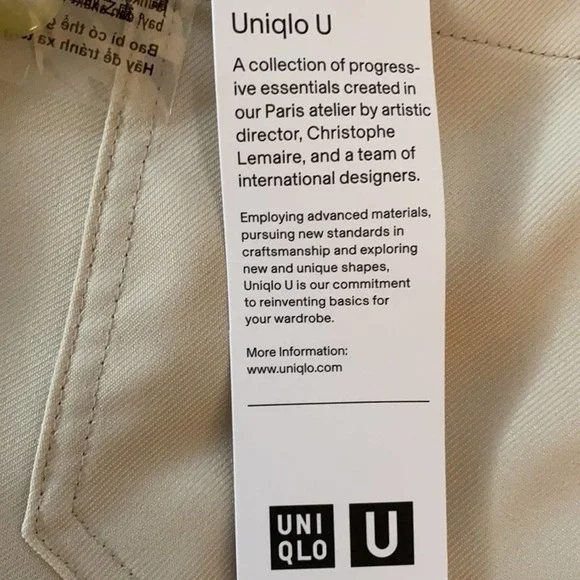 Uniqlo U
A collection of progress-
ive essentials created in
our Paris atelier by artistic
director, Christophe
Lemaire, and a team of
international designers.
Employing advanced materials,
pursuing new standards in
craftsmanship and exploring
new and unique shapes,
Uniqlo U is our commitment
to reinventing basics for
your wardrobe.
More Information:
www.uniqlo.com
UNI
QLO
U
Bao bì có thể g
Hãy để tránh xa t